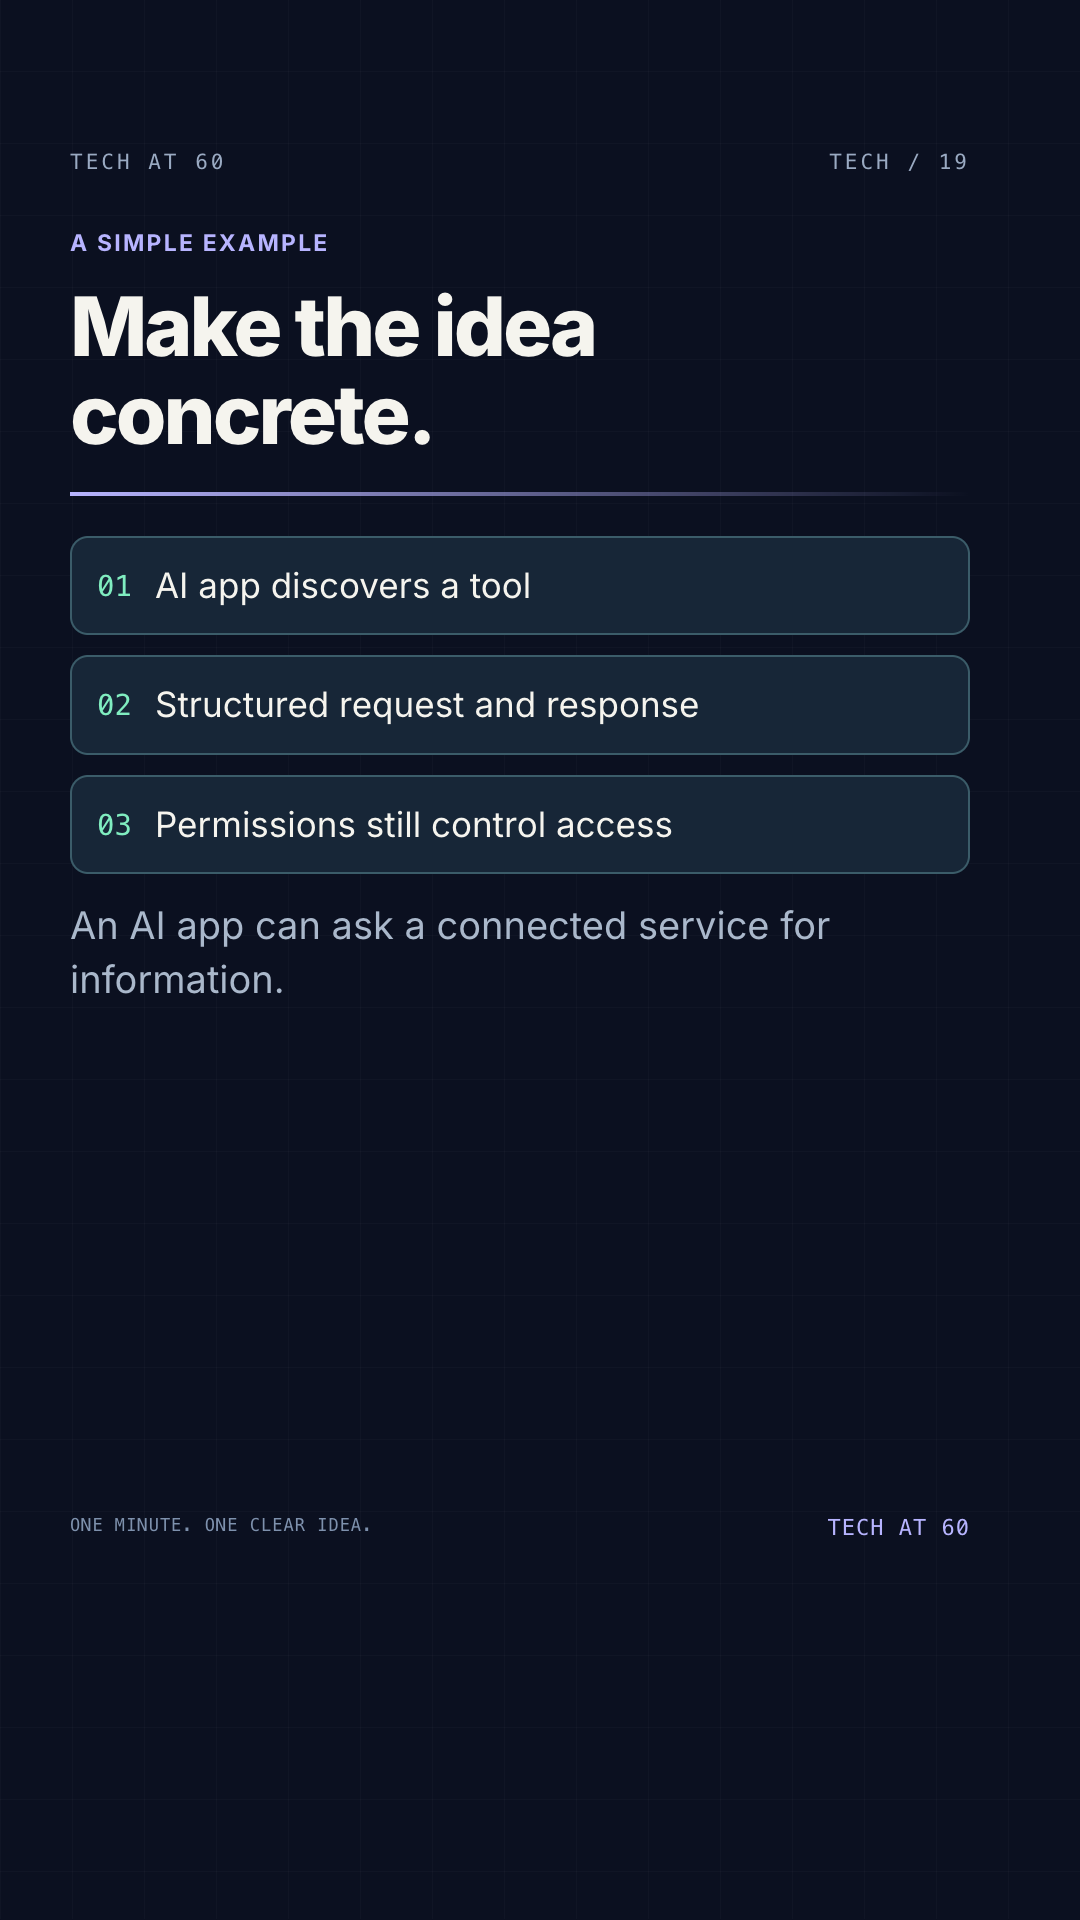 TECH AT 60
TECH / 19
A SIMPLE EXAMPLE
Make the idea
concrete.
01 AI app discovers a tool
02 Structured request and response
03 Permissions still control access
An AI app can ask a connected service for
information.
ONE MINUTE. ONE CLEAR IDEA.
TECH AT 60